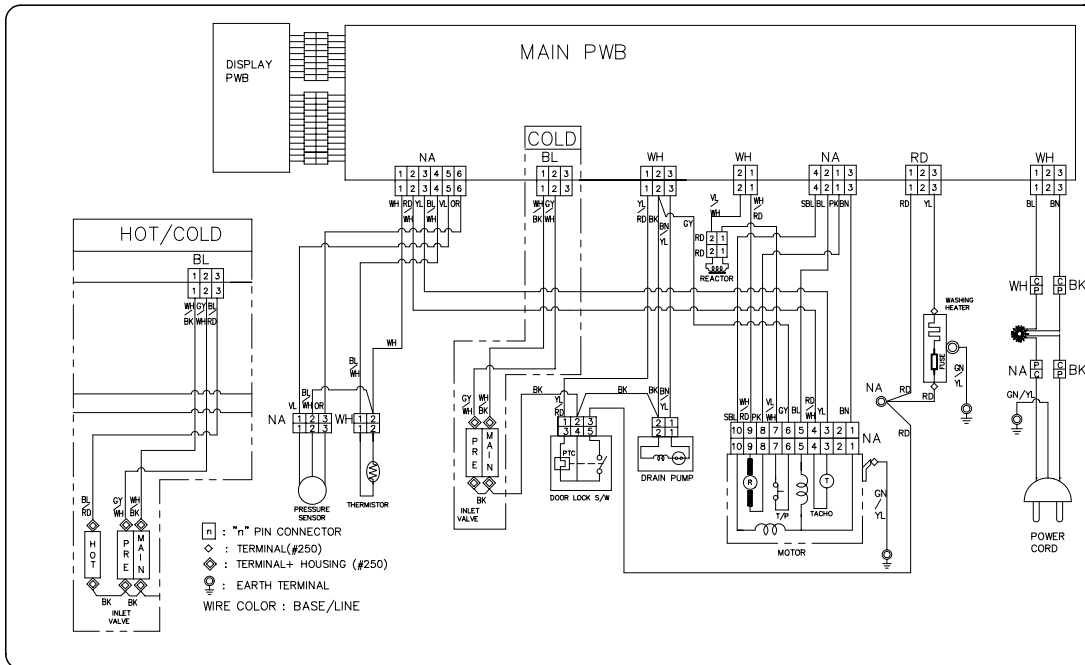 DISPLAY
PWB
MAIN PWB
COLD
NA
BL
WH
WH
NA
RD
WH
1 2 3 4 5 6
1 2 3
1 2 3
2 1
4 2 1 3
1 2 3
1 2 3
1 2 3 4 5 6
1 2 3
1 2 3
2 1
4 2 1 3
1 2 3
1 2 3
WH RD/WH YL BL/WH VL OR
WH/BK GY/WH
YL/RD BK BN/YL GY
VL/WH WH/RD
SBL BL PK BN
RD YL
BL BN
HOT/COLD
BL
1 2 3
1 2 3
WH/BK GY/WH BL/RD
RD 2 1
RD 2 1
REACTOR
WH C P
C P BK
WASHING
HEATER
FUSE
GN/YL
RD
NA
RD
RD
NA P C
C P BK
GN/YL
POWER
CORD
WH
BL/WH
VL BL/WH OR
NA 1 2 3
1 2 3
WH 1 2
1 2
PRESSURE
SENSOR
THERMISTOR
GY/WH WH/BK
PRE
MAIN
BK
INLET
VALVE
BK
YL/RD
BK
BK BN/YL
1 2 3
3 4 5
PTC
DOOR LOCK S/W
2 1
2 1
DRAIN PUMP
SBL WH/RD PK VL/WH GY BL RD/WH YL BN
10 9 8 7 6 5 4 3 2 1
10 9 8 7 6 5 4 3 2 1
NA
R
T/P
T
TACHO
MOTOR
GN/YL
BL/RD GY/WH WH/BK
HOT
PRE
MAIN
BK BK
INLET
VALVE
n : "n" PIN CONNECTOR
: TERMINAL(#250)
: TERMINAL+ HOUSING (#250)
: EARTH TERMINAL
WIRE COLOR : BASE/LINE